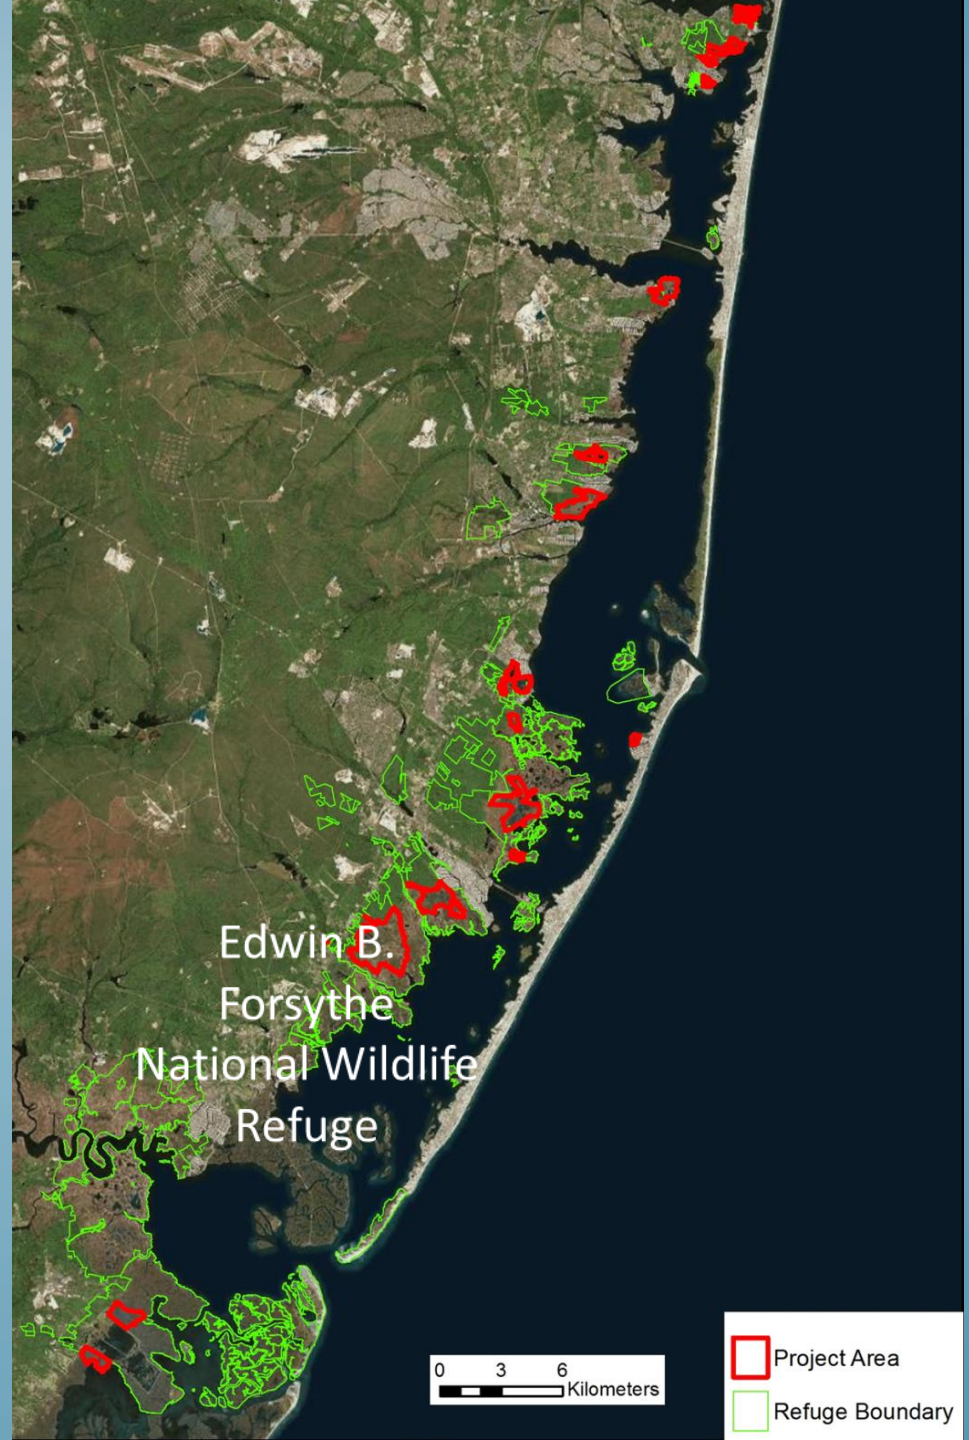 Edwin B.
Forsythe
National Wildlife
Refuge
0 3 6
Kilometers
Project Area
Refuge Boundary